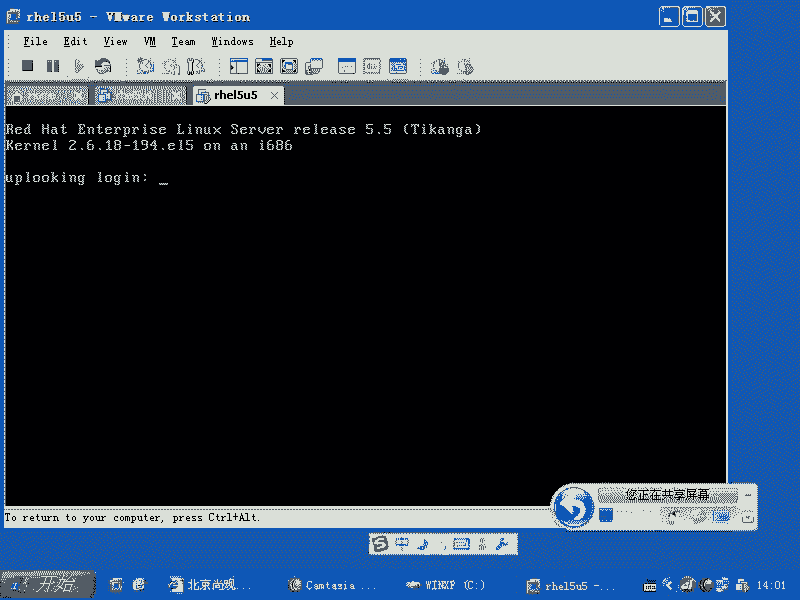 rhel5u5 - VMware Workstation
File Edit View VM Team Windows Help
rhel5u5
Red Hat Enterprise Linux Server release 5.5 (Tikanga)
Kernel 2.6.18-194.el5 on an i686
uplooking login: _
您正在共享屏幕
To return to your computer, press Ctrl+Alt.
中
开始 北京尚观... Camtasia ... WINXP (C:) rhel5u5 -... 14:01